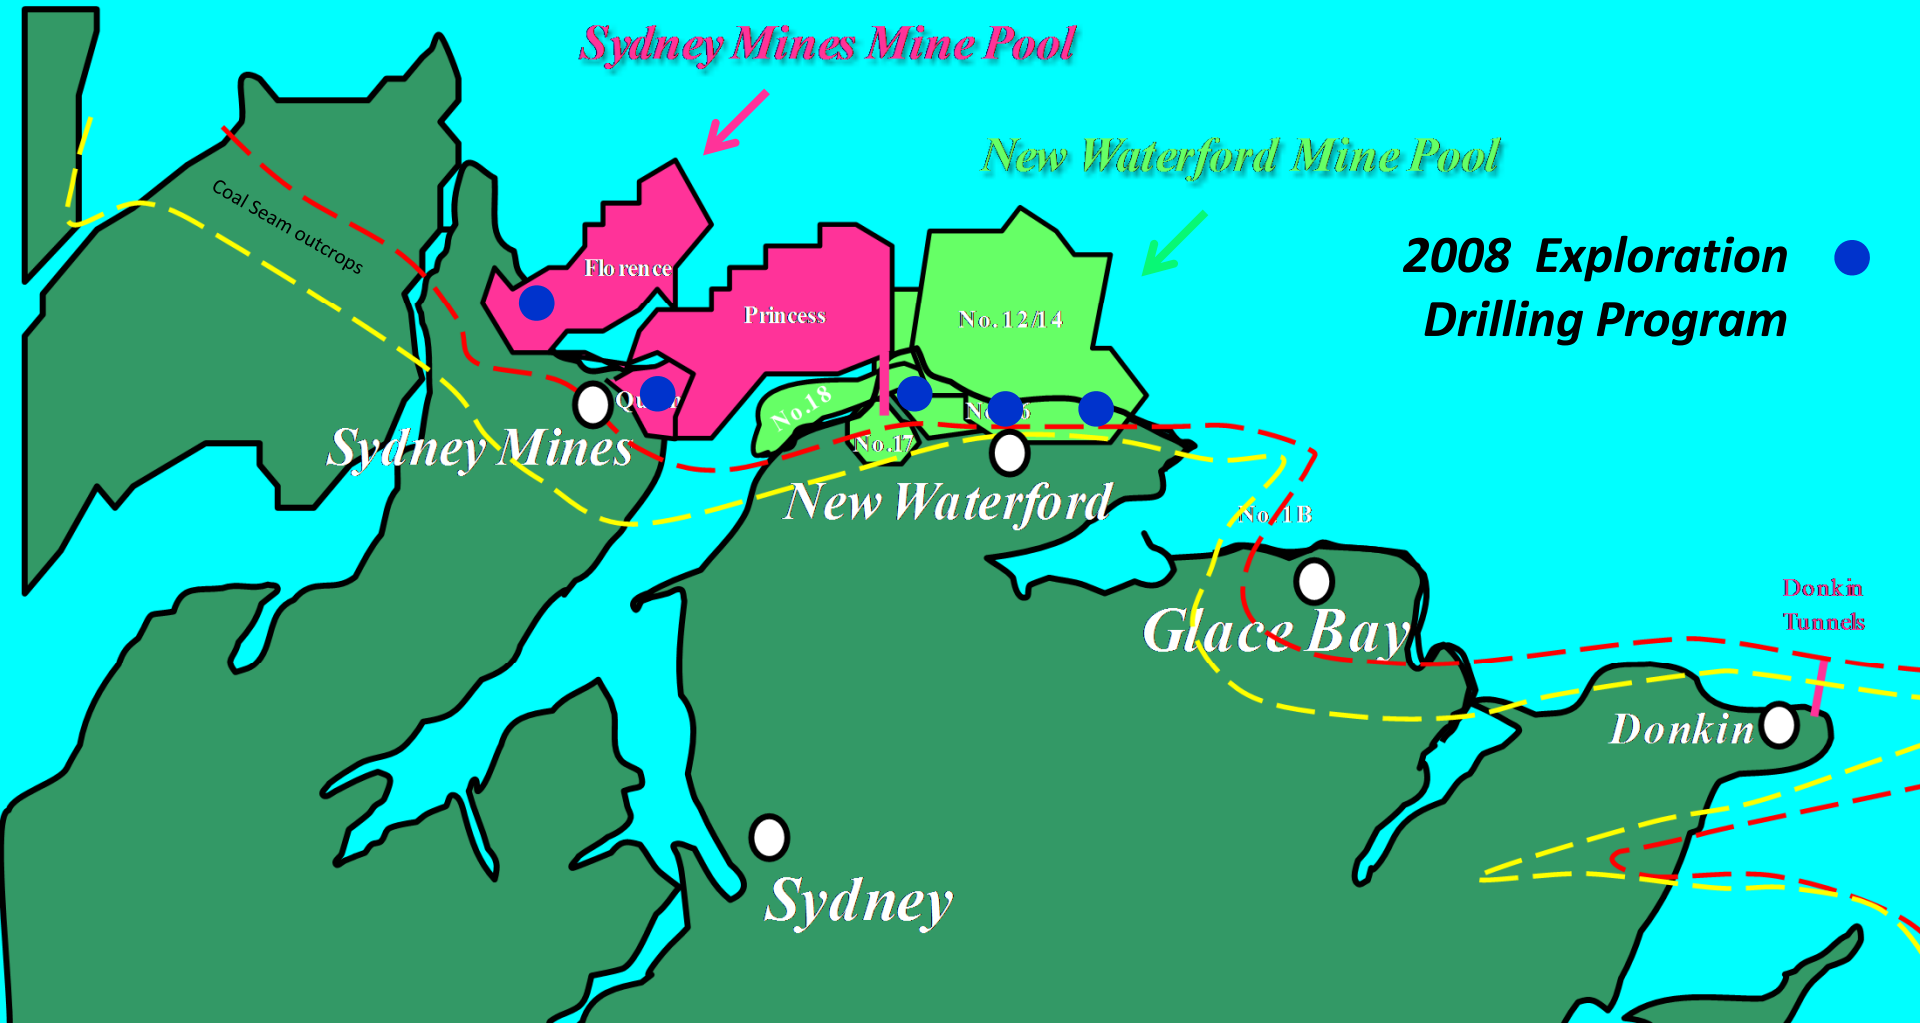 Sydney Mines Mine Pool
New Waterford Mine Pool
2008 Exploration
Drilling Program
Coal Seam outcrops
Florence
Princess
No. 12/14
No.18
No.17
Sydney Mines
New Waterford
No. 1B
Glace Bay
Donkin
Tunnels
Donkin
Sydney